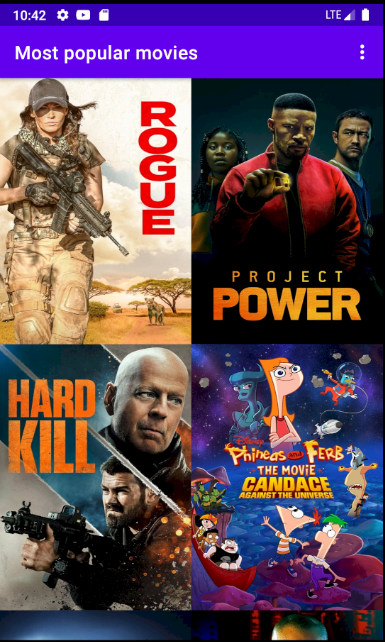 10:42
LTE
Most popular movies
ROGUE
PROJECT
POWER
HARD
KILL
Disney
Phineas and Ferb
THE MOVIE
CANDACE
AGAINST THE UNIVERSE